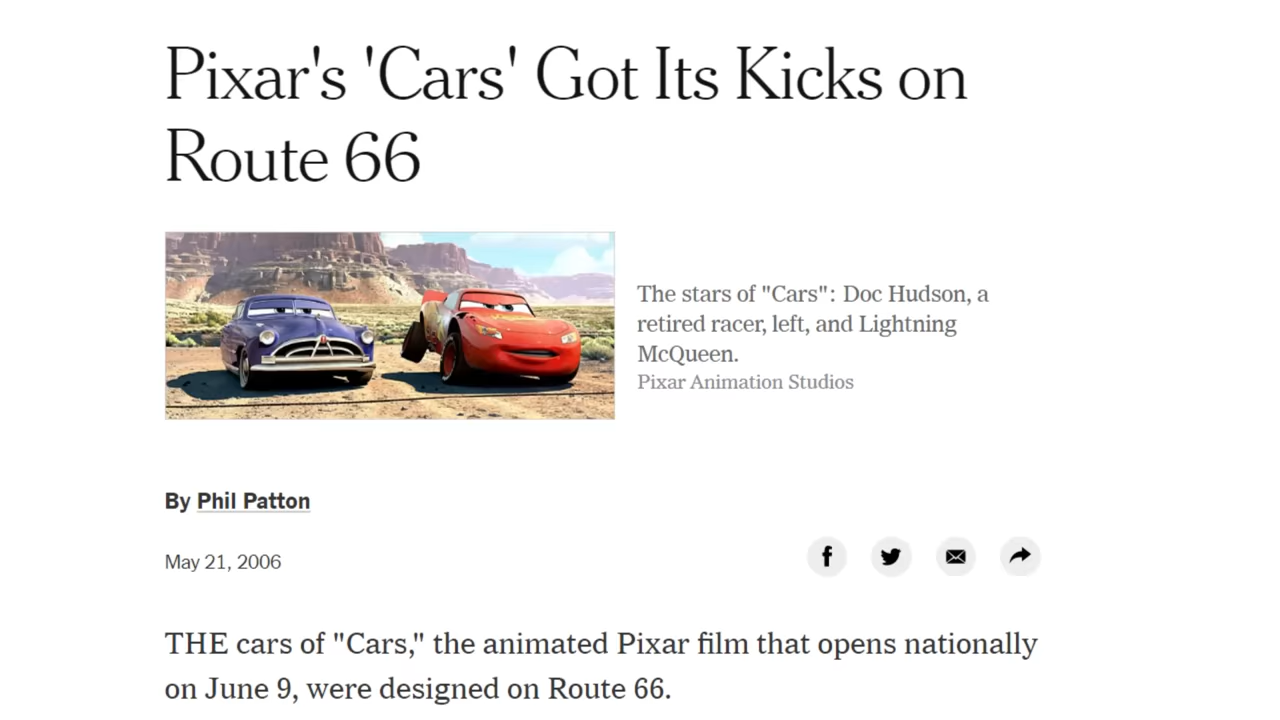 Pixar's 'Cars' Got Its Kicks on
Route 66
The stars of "Cars": Doc Hudson, a
retired racer, left, and Lightning
McQueen.
Pixar Animation Studios
By Phil Patton
May 21, 2006
THE cars of "Cars," the animated Pixar film that opens nationally
on June 9, were designed on Route 66.